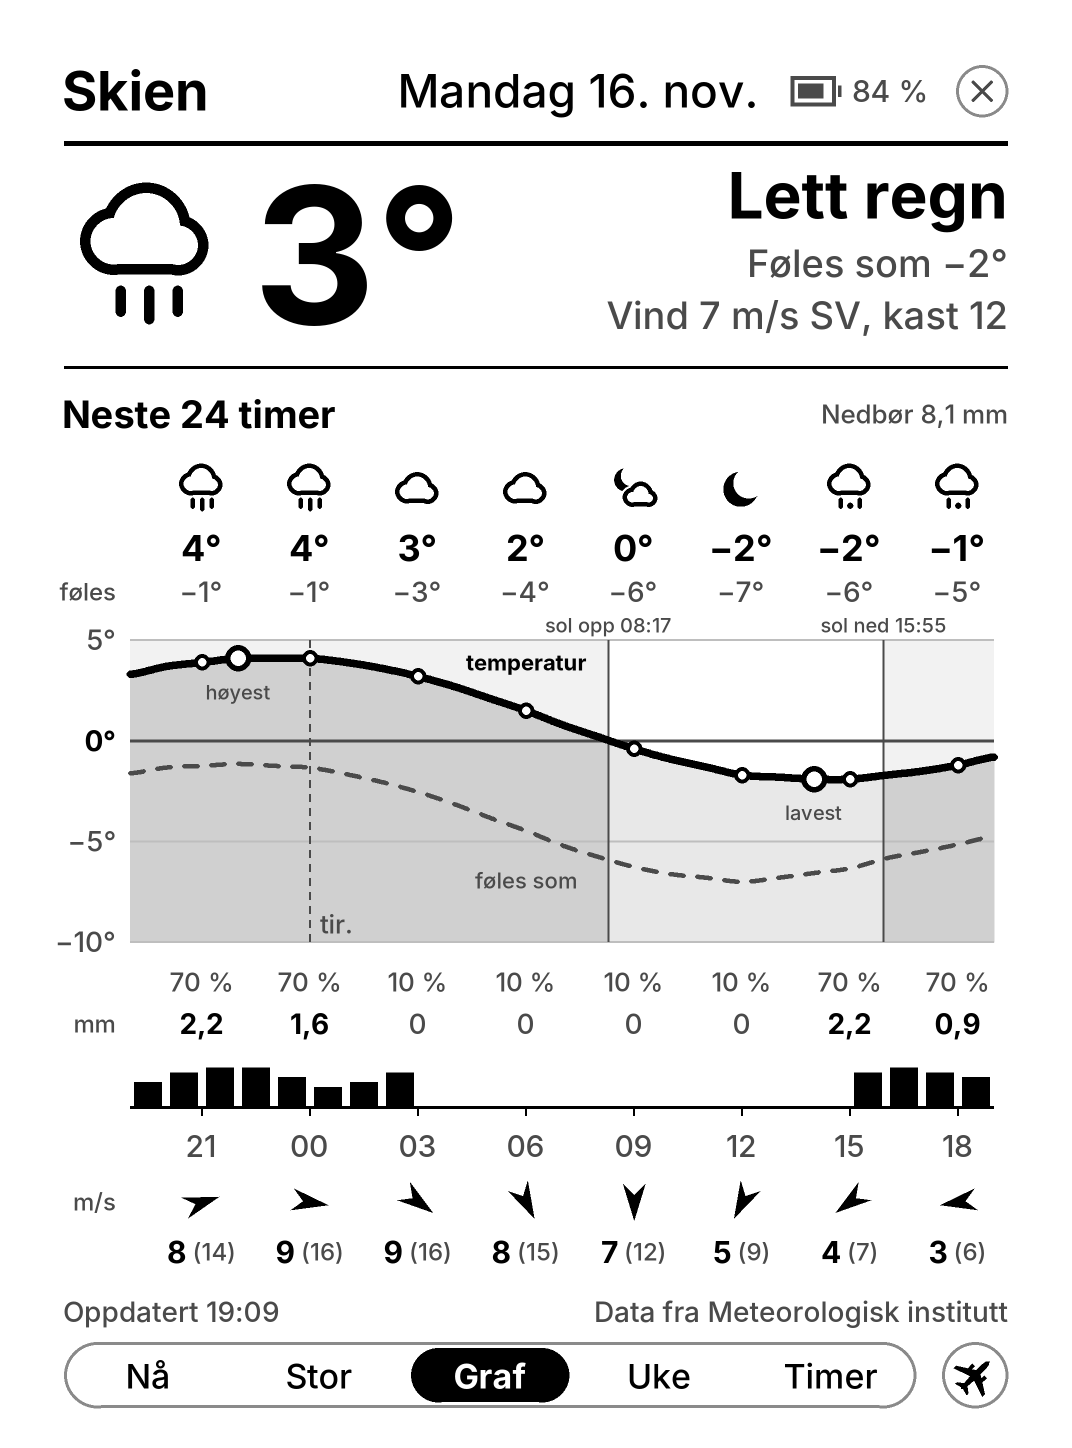 Skien Mandag 16. nov. 84 %
3° Lett regn
Føles som −2°
Vind 7 m/s SV, kast 12
Neste 24 timer Nedbør 8,1 mm
4° 4° 3° 2° 0° −2° −2° −1°
føles −1° −1° −3° −4° −6° −7° −6° −5°
sol opp 08:17 sol ned 15:55
5°
temperatur
høyest
0°
lavest
−5°
føles som
tir.
−10°
70 % 70 % 10 % 10 % 10 % 10 % 70 % 70 %
mm 2,2 1,6 0 0 0 0 2,2 0,9
21 00 03 06 09 12 15 18
m/s
8 (14) 9 (16) 9 (16) 8 (15) 7 (12) 5 (9) 4 (7) 3 (6)
Oppdatert 19:09 Data fra Meteorologisk institutt
Nå Stor Graf Uke Timer